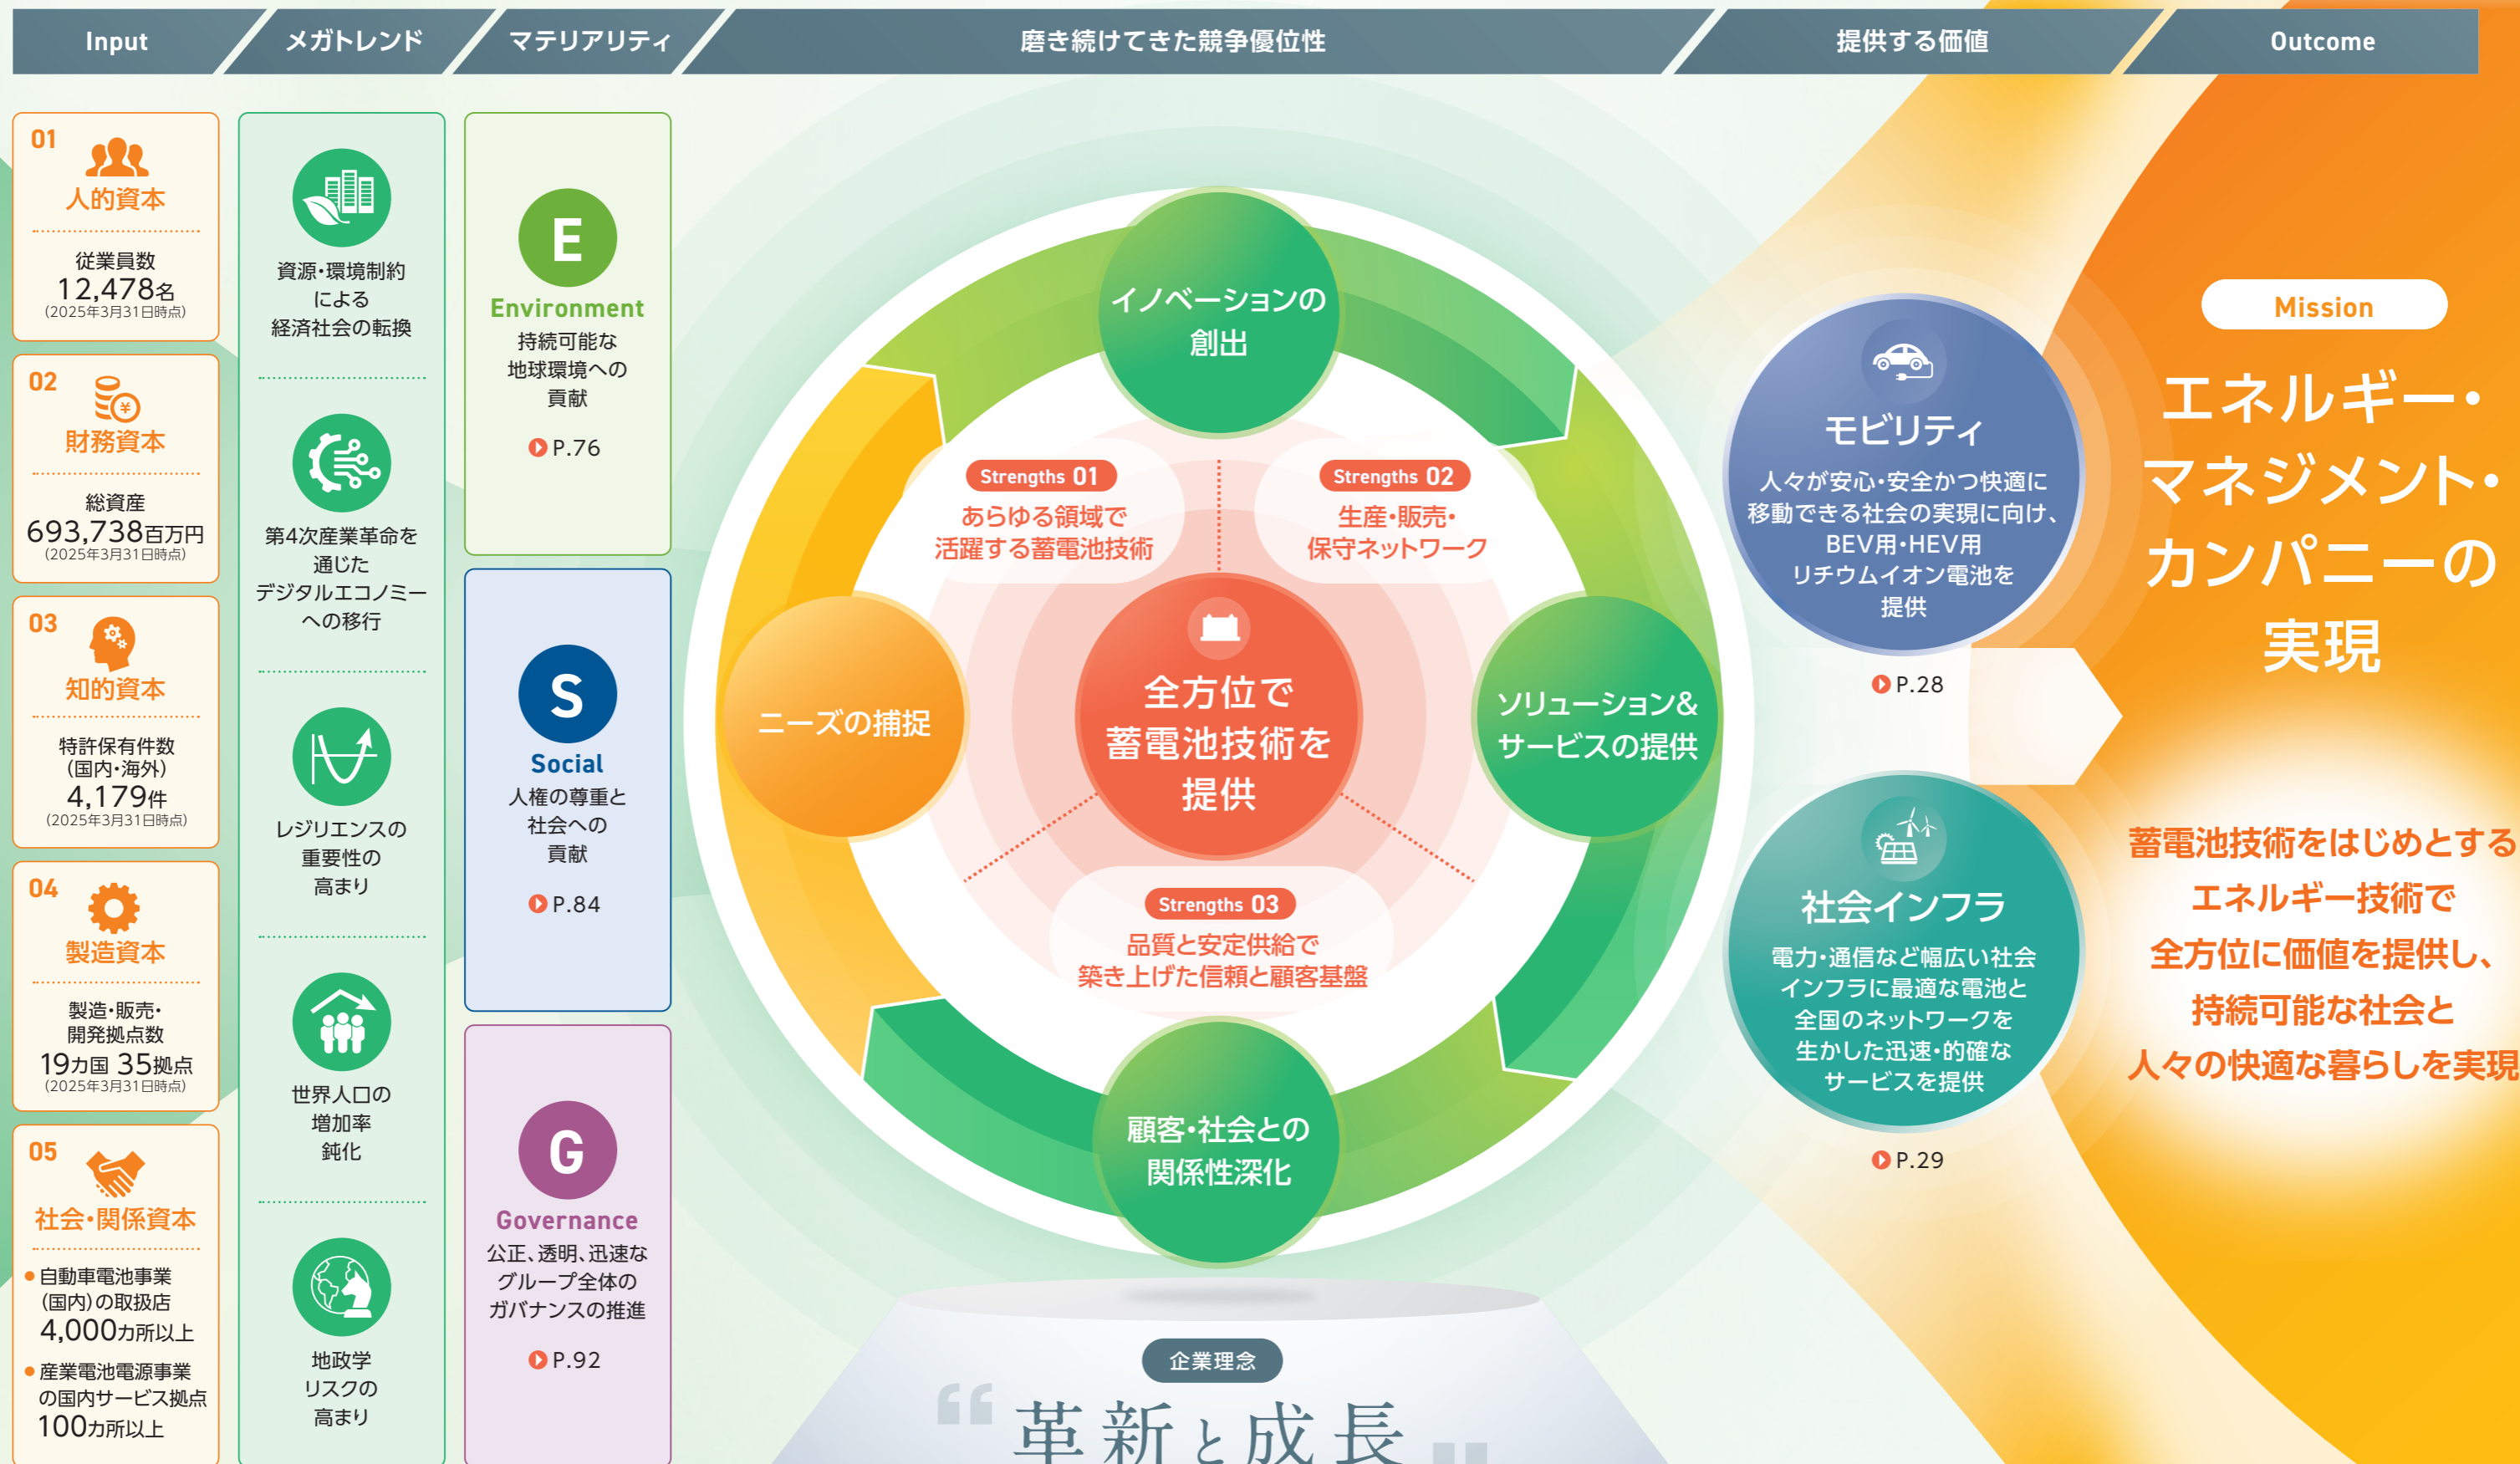 Input
メガトレンド
マテリアリティ
磨き続けてきた競争優位性
提供する価値
Outcome
01
人的資本
従業員数
12,478名
(2025年3月31日時点)
02
財務資本
総資産
693,738百万円
(2025年3月31日時点)
03
知的資本
特許保有件数
(国内・海外)
4,179件
(2025年3月31日時点)
04
製造資本
製造・販売・
開発拠点数
19カ国 35拠点
(2025年3月31日時点)
05
社会・関係資本
● 自動車電池事業
(国内)の取扱店
4,000カ所以上
● 産業電池電源事業
の国内サービス拠点
100カ所以上
資源・環境制約
による
経済社会の転換
第4次産業革命を
通じた
デジタルエコノミー
への移行
レジリエンスの
重要性の
高まり
世界人口の
増加率
鈍化
地政学
リスクの
高まり
E
Environment
持続可能な
地球環境への
貢献
P.76
S
Social
人権の尊重と
社会への
貢献
P.84
G
Governance
公正、透明、迅速な
グループ全体の
ガバナンスの推進
P.92
イノベーションの
創出
Strengths 01
あらゆる領域で
活躍する蓄電池技術
Strengths 02
生産・販売・
保守ネットワーク
ニーズの捕捉
全方位で
蓄電池技術を
提供
ソリューション&
サービスの提供
Strengths 03
品質と安定供給で
築き上げた信頼と顧客基盤
顧客・社会との
関係性深化
企業理念
“革新と成長„
モビリティ
人々が安心・安全かつ快適に
移動できる社会の実現に向け、
BEV用・HEV用
リチウムイオン電池を
提供
P.28
社会インフラ
電力・通信など幅広い社会
インフラに最適な電池と
全国のネットワークを
生かした迅速・的確な
サービスを提供
P.29
Mission
エネルギー・
マネジメント・
カンパニーの
実現
蓄電池技術をはじめとする
エネルギー技術で
全方位に価値を提供し、
持続可能な社会と
人々の快適な暮らしを実現